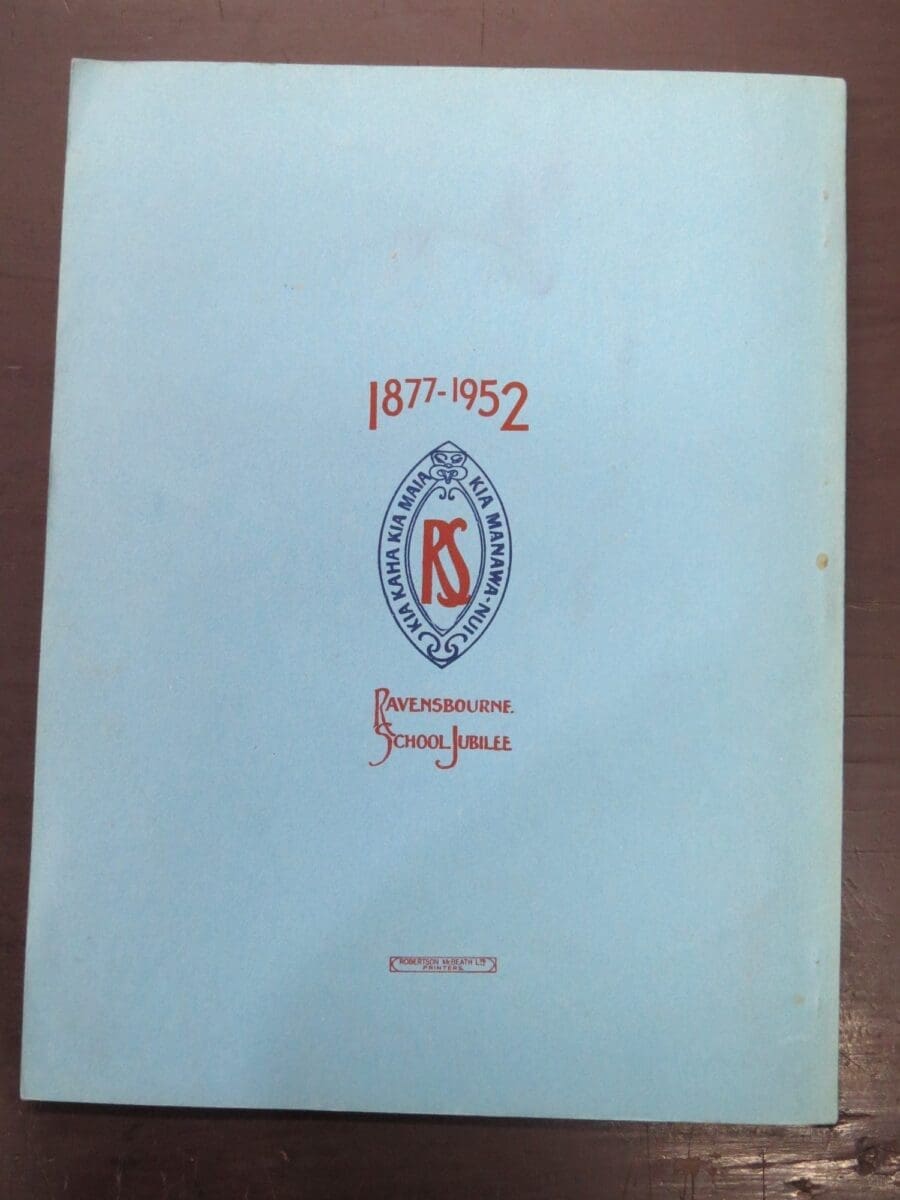 1877-1952
KIA KAHA KIA MAIA KIA MANAWA-NUI
RS
RAVENSBOURNE.
SCHOOL JUBILEE
ROBERTSON McBEATH LTD
PRINTERS